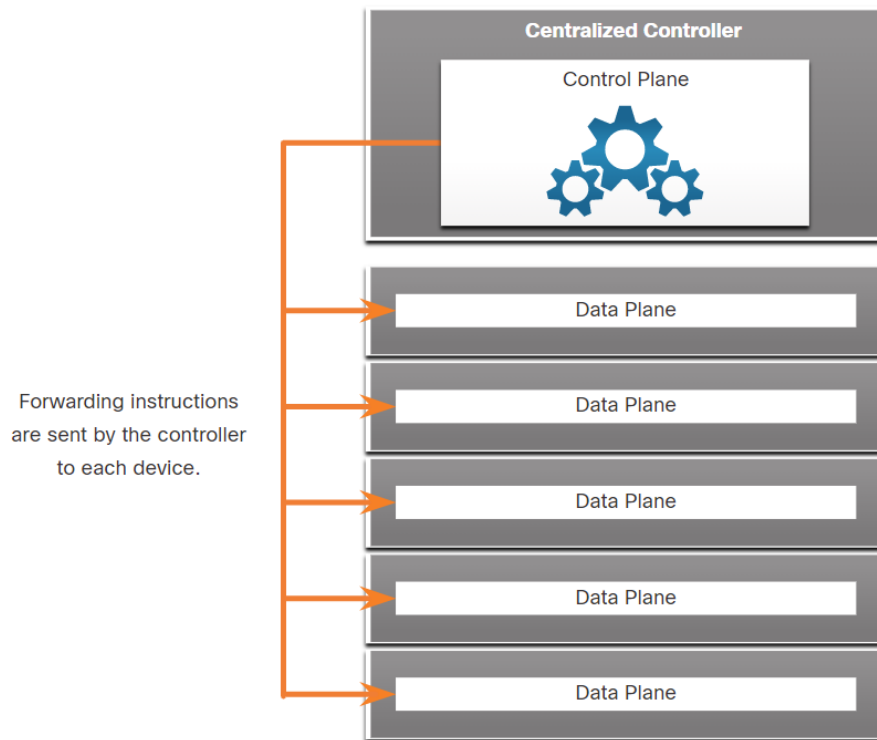 Centralized Controller
Control Plane
Forwarding instructions
are sent by the controller
to each device.
Data Plane
Data Plane
Data Plane
Data Plane
Data Plane